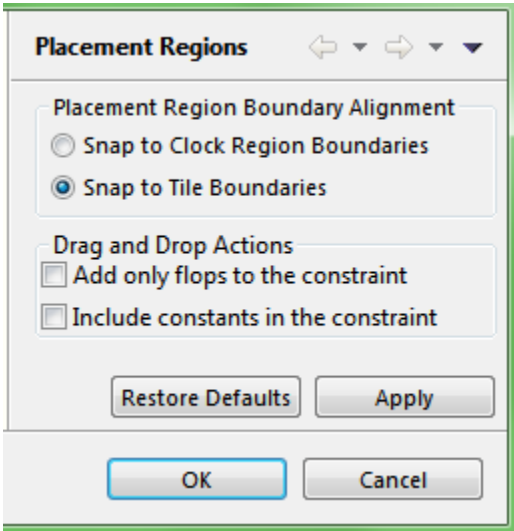 Placement Regions
Placement Region Boundary Alignment
Snap to Clock Region Boundaries
Snap to Tile Boundaries
Drag and Drop Actions
Add only flops to the constraint
Include constants in the constraint
Restore Defaults
Apply
OK
Cancel